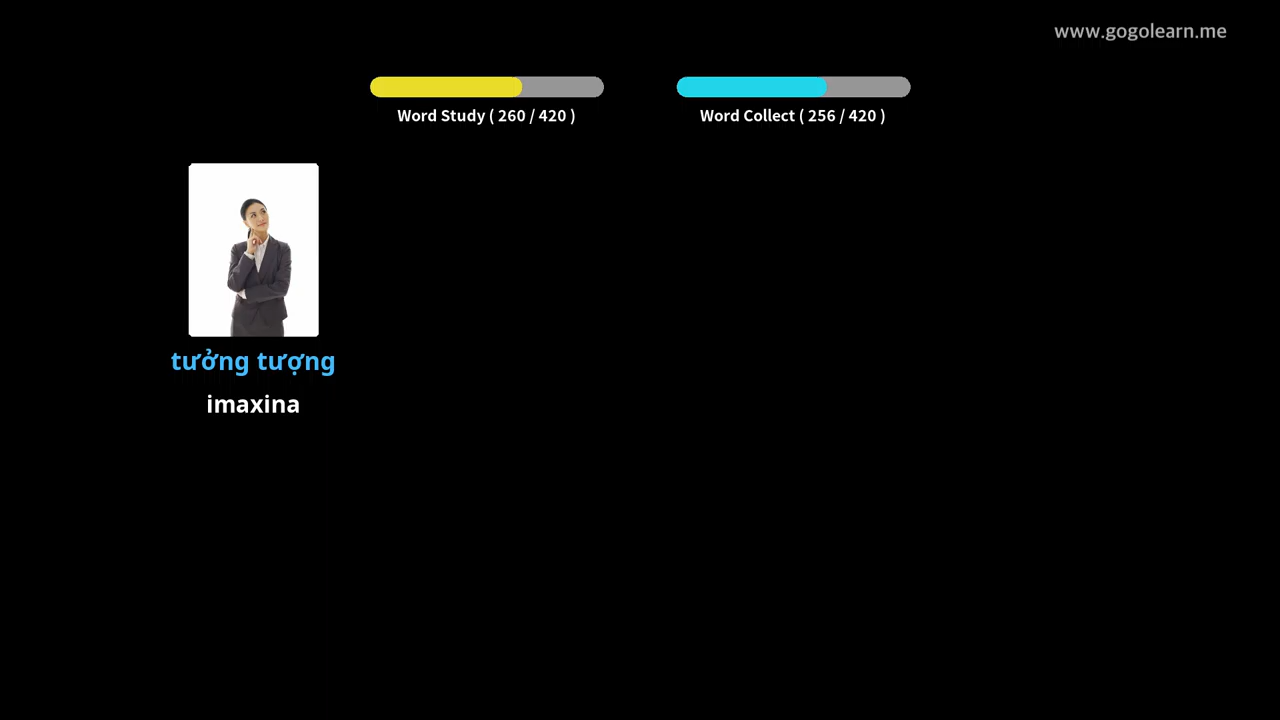 www.gogolearn.me
Word Study ( 260 / 420 )
Word Collect ( 256 / 420 )
tưởng tượng
imaxina